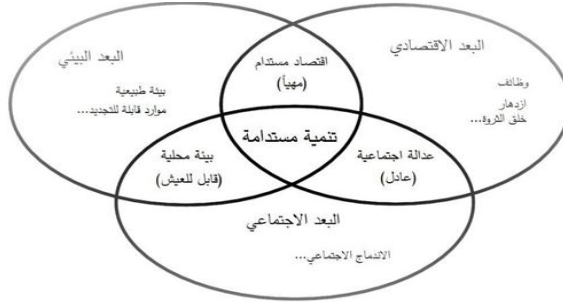 البعد الاقتصادي
البعد البيئي
اقتصاد مستدام
(مهيأ)
وظائف
ازدهار
خلق الثروة...
بيئة طبيعية
موارد قابلة للتجديد...
تنمية مستدامة
عدالة اجتماعية
(عادل)
بيئة محلية
(قابل للعيش)
البعد الاجتماعي
الاندماج الاجتماعي...